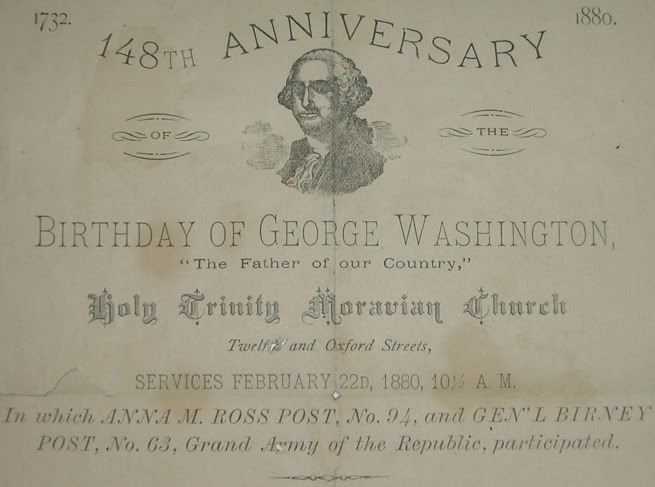 1732. 1880.
148TH ANNIVERSARY
OF THE
BIRTHDAY OF GEORGE WASHINGTON,
"The Father of our Country,"
Holy Trinity Moravian Church
and Oxford Streets,
SERVICES FEBRUARY 22D, 1880, 10½ A. M.
In which ANNA M. ROSS POST, No. 94, and GEN'L BIRNEY
POST, No. 63, Grand Army of the Republic, participated.